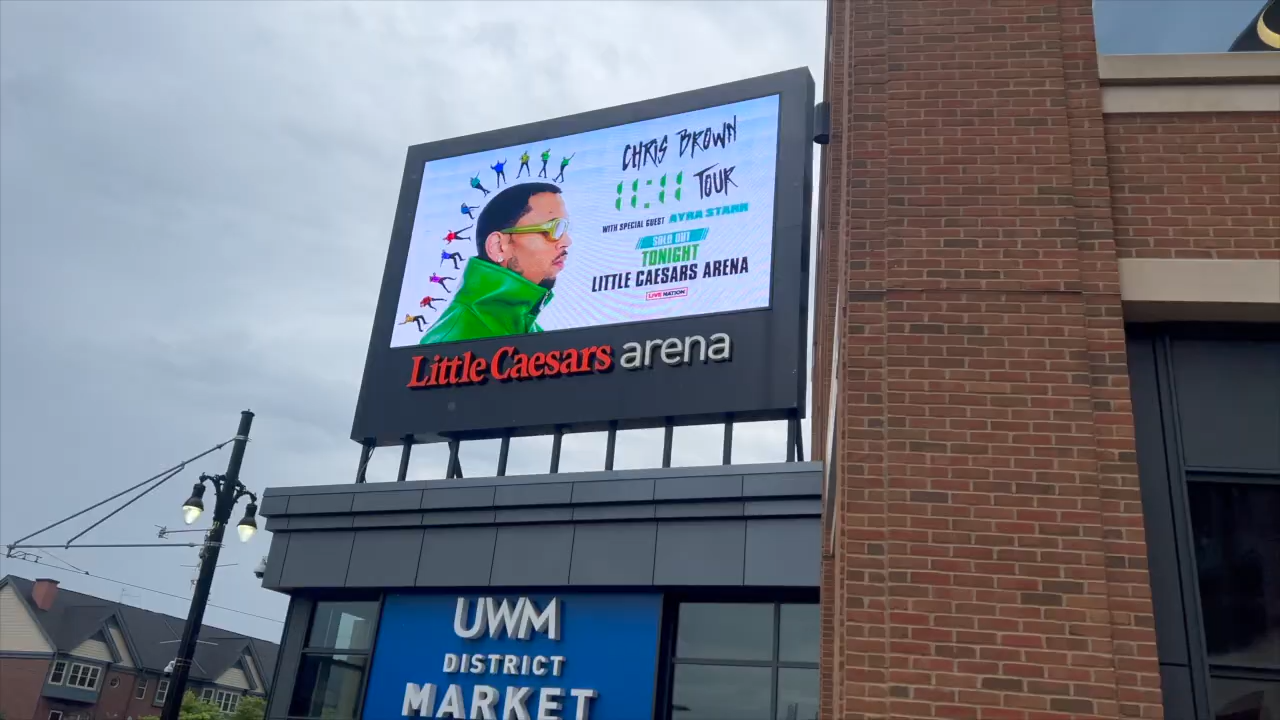 CHRIS BROWN
11:11 TOUR
WITH SPECIAL GUEST AYRA STARR
SOLD OUT
TONIGHT
LITTLE CAESARS ARENA
LIVE NATION
Little Caesars arena
UWM
DISTRICT
MARKET